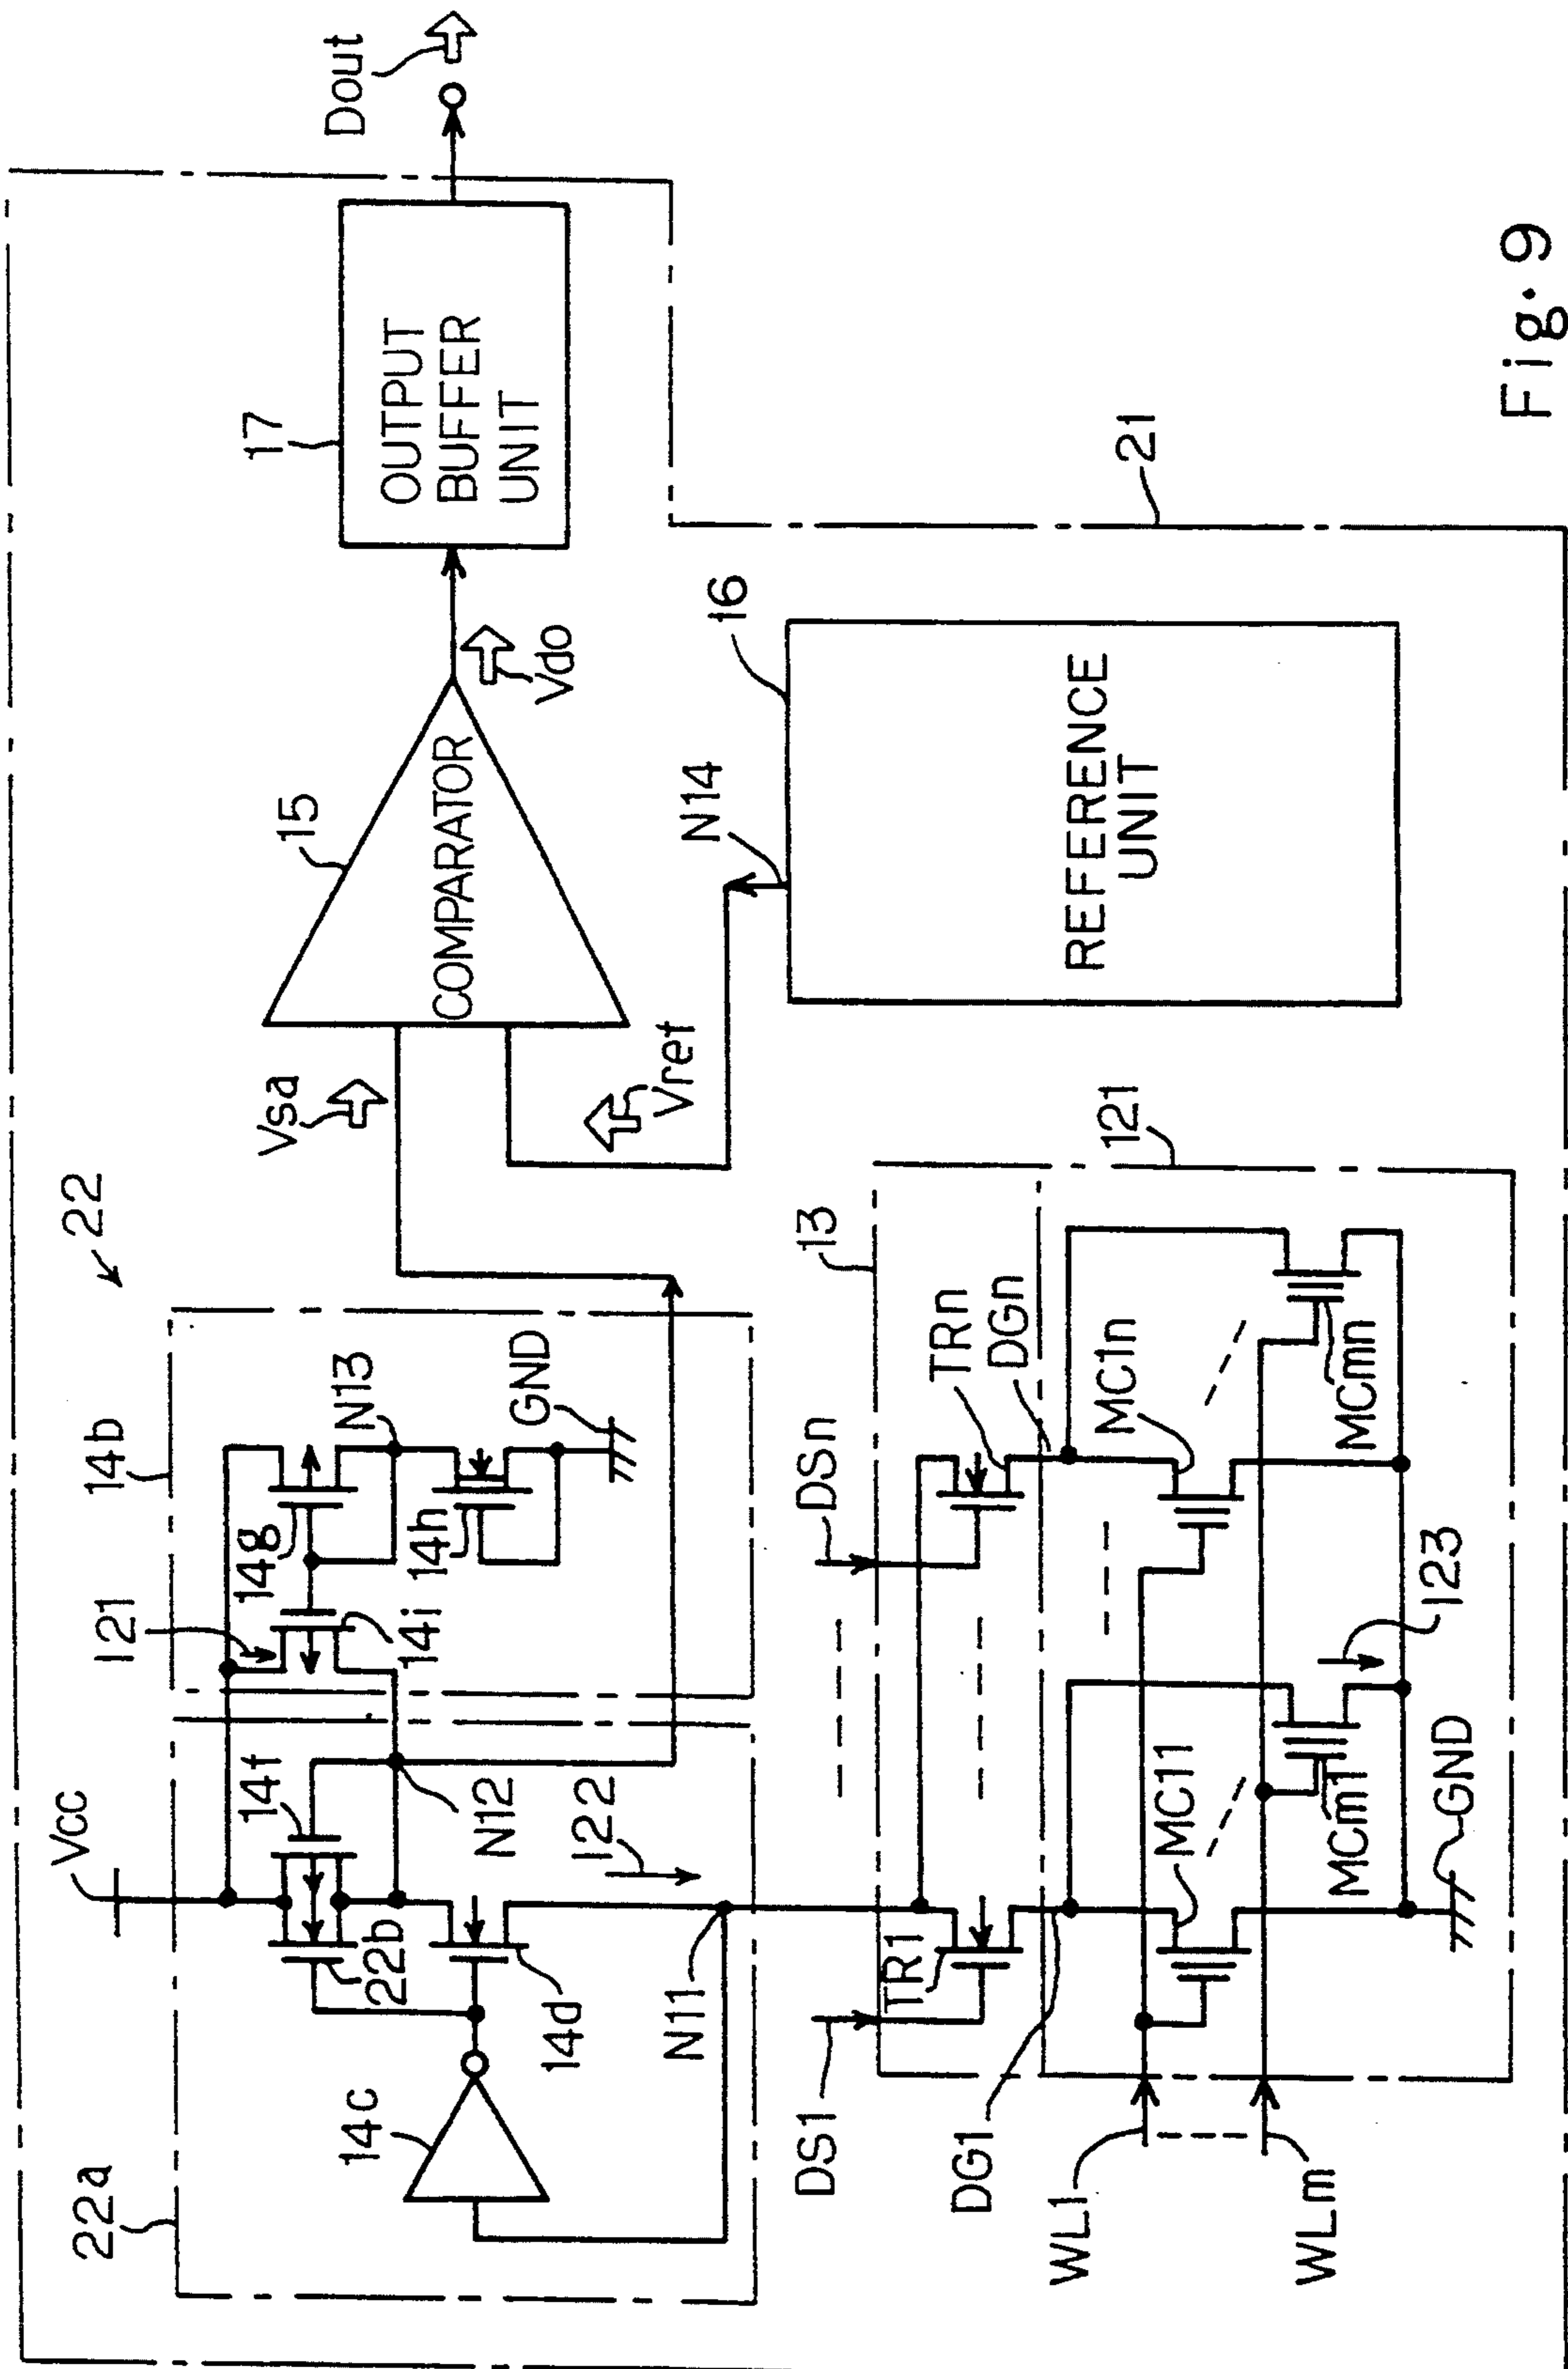 22
22a
Vcc
14b
121
14f
14g
N13
14i
14h
GND
22b
14c
14d
N12
122
N11
Vsa
15
COMPARATOR
Vref
Vdo
17
OUTPUT
BUFFER
UNIT
Dout
N14
16
REFERENCE
UNIT
21
DS1
DSn
13
TR1
TRn
DG1
DGn
121
MC11
MC1n
WL1
WLm
MCm1
MCmn
123
GND
Fig. 9